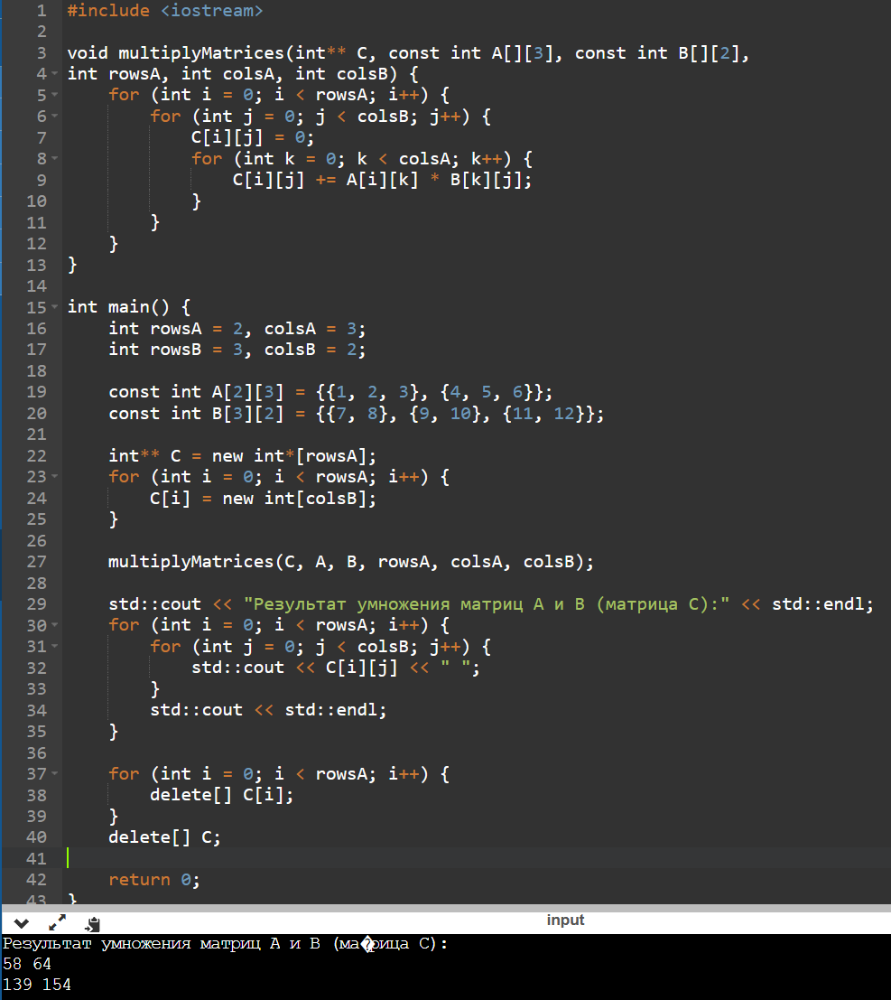 1 #include <iostream>
2
3 void multiplyMatrices(int** C, const int A[][3], const int B[][2],
4 int rowsA, int colsA, int colsB) {
5     for (int i = 0; i < rowsA; i++) {
6         for (int j = 0; j < colsB; j++) {
7             C[i][j] = 0;
8             for (int k = 0; k < colsA; k++) {
9                 C[i][j] += A[i][k] * B[k][j];
10             }
11         }
12     }
13 }
14
15 int main() {
16     int rowsA = 2, colsA = 3;
17     int rowsB = 3, colsB = 2;
18
19     const int A[2][3] = {{1, 2, 3}, {4, 5, 6}};
20     const int B[3][2] = {{7, 8}, {9, 10}, {11, 12}};
21
22     int** C = new int*[rowsA];
23     for (int i = 0; i < rowsA; i++) {
24         C[i] = new int[colsB];
25     }
26
27     multiplyMatrices(C, A, B, rowsA, colsA, colsB);
28
29     std::cout << "Результат умножения матриц A и B (матрица C):" << std::endl;
30     for (int i = 0; i < rowsA; i++) {
31         for (int j = 0; j < colsB; j++) {
32             std::cout << C[i][j] << " ";
33         }
34         std::cout << std::endl;
35     }
36
37     for (int i = 0; i < rowsA; i++) {
38         delete[] C[i];
39     }
40     delete[] C;
41
42     return 0;
43 }
input
Результат умножения матриц A и B (ма�рица C):
58 64
139 154